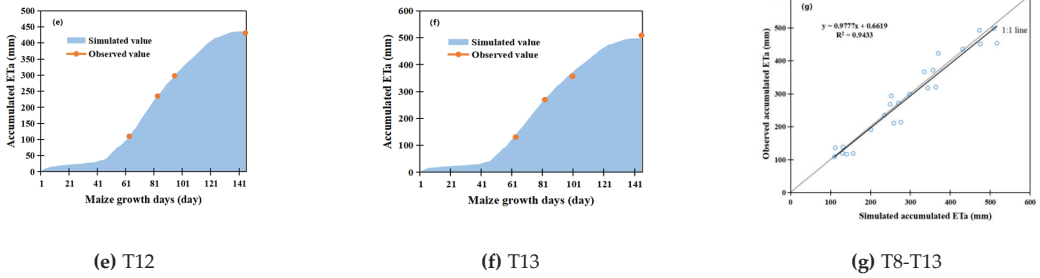 (e)
Simulated value
Observed value
Accumulated ETa (mm)
500
450
400
350
300
250
200
150
100
50
0
1 21 41 61 81 101 121 141
Maize growth days (day)
(e) T12
(f)
Simulated value
Observed value
Accumulated ETa (mm)
600
500
400
300
200
100
0
1 21 41 61 81 101 121 141
Maize growth days (day)
(f) T13
(g)
y = 0.9777x + 0.6619
R² = 0.9433
1:1 line
Observed accumulated ETa (mm)
500
400
300
200
100
0
0 100 200 300 400 500 600
Simulated accumulated ETa (mm)
(g) T8-T13